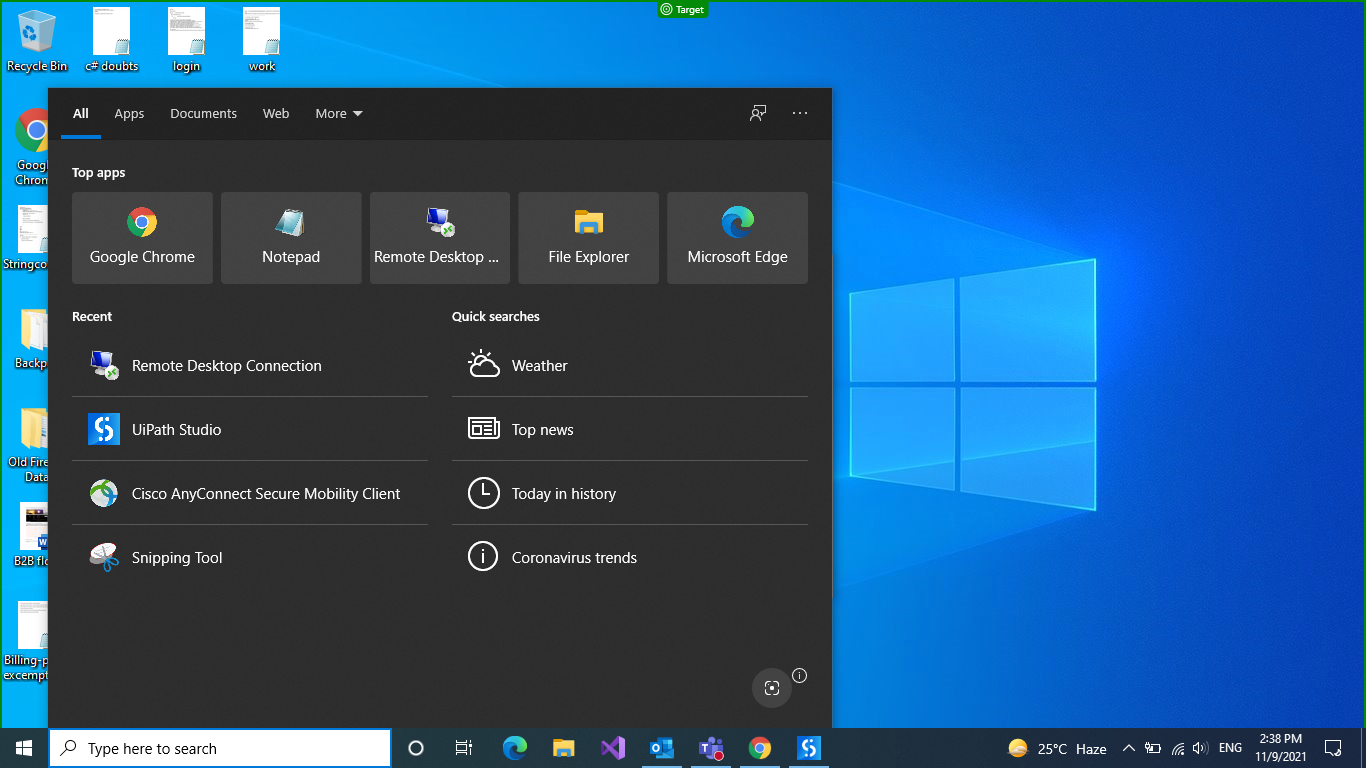 Target
Recycle Bin
c# doubts
login
work
All
Apps
Documents
Web
More
Top apps
Google Chrome
Notepad
Remote Desktop ...
File Explorer
Microsoft Edge
Recent
Remote Desktop Connection
UiPath Studio
Cisco AnyConnect Secure Mobility Client
Snipping Tool
Quick searches
Weather
Top news
Today in history
Coronavirus trends
Googl
Chrom
Stringco
Backp
Old Fire
Data
B2B flo
Billing-p
excempt
Type here to search
25°C Haze
ENG
2:38 PM
11/9/2021